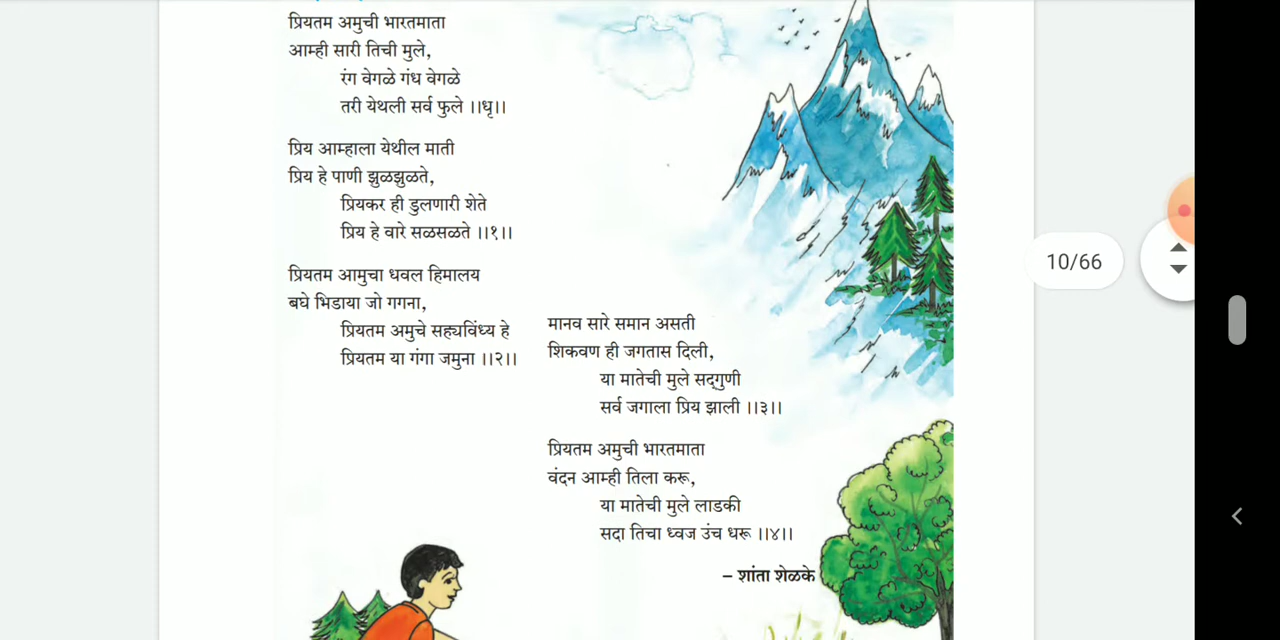 प्रियतम अमुची भारतमाता
आम्ही सारी तिची मुले,
रंग वेगळे गंध वेगळे
तरी येथली सर्व फुले ।।धृ।।
प्रिय आम्हाला येथील माती
प्रिय हे पाणी झुळझुळते,
प्रियकर ही डुलणारी शेते
प्रिय हे वारे सळसळते ।।१।।
प्रियतम आमुचा धवल हिमालय
बघे भिडाया जो गगना,
प्रियतम अमुचे सह्यविंध्य हे
प्रियतम या गंगा जमुना ।।२।।
मानव सारे समान असती
शिकवण ही जगतास दिली,
या मातेची मुले सद्‌गुणी
सर्व जगाला प्रिय झाली ।।३।।
प्रियतम अमुची भारतमाता
वंदन आम्ही तिला करू,
या मातेची मुले लाडकी
सदा तिचा ध्वज उंच धरू ।।४।।
– शांता शेळके
10/66